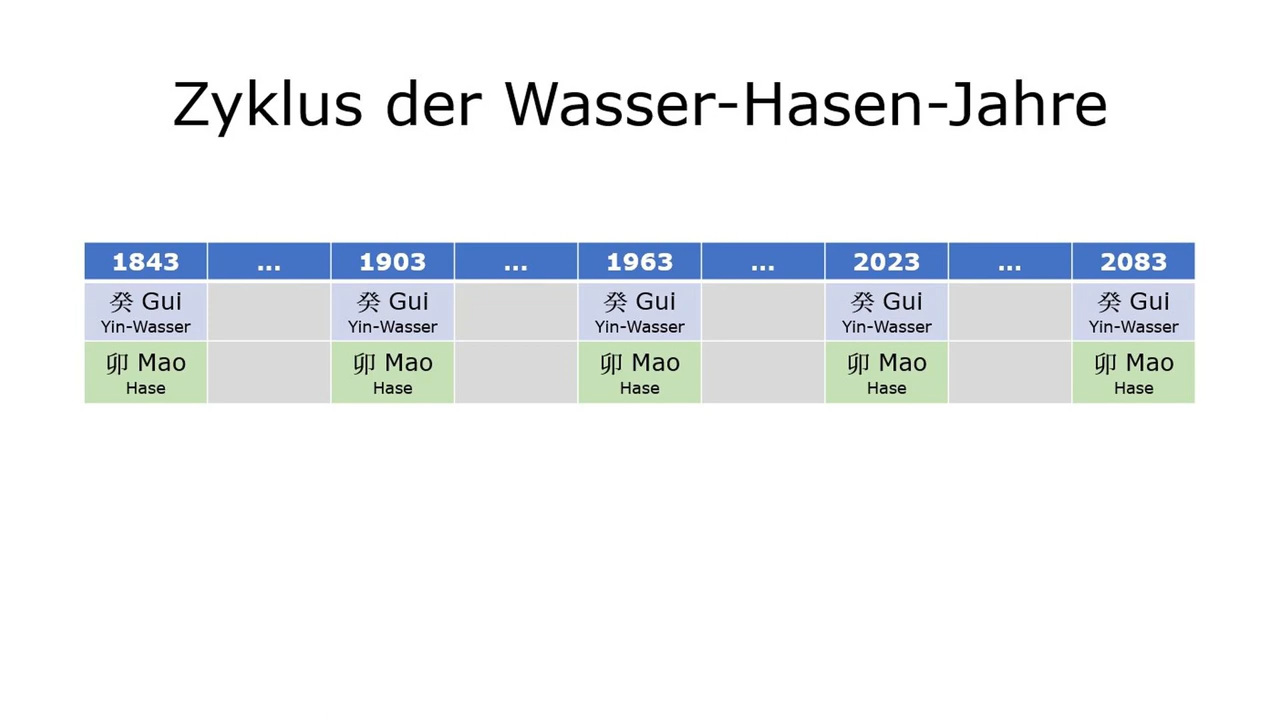 Zyklus der Wasser-Hasen-Jahre
1843 ... 1903 ... 1963 ... 2023 ... 2083
癸 Gui 癸 Gui 癸 Gui 癸 Gui 癸 Gui
Yin-Wasser Yin-Wasser Yin-Wasser Yin-Wasser Yin-Wasser
卯 Mao 卯 Mao 卯 Mao 卯 Mao 卯 Mao
Hase Hase Hase Hase Hase